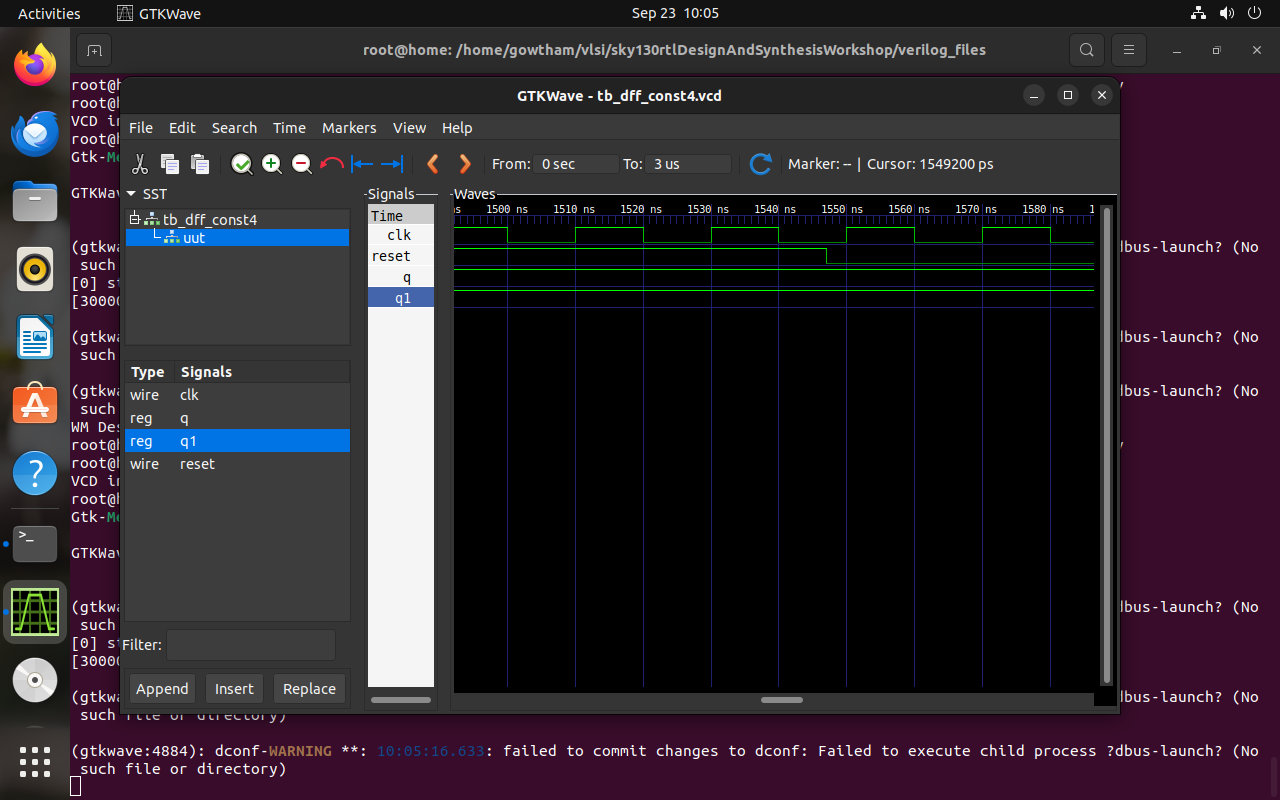 Activities GTKWave Sep 23 10:05
root@home: /home/gowtham/vlsi/sky130rtlDesignAndSynthesisWorkshop/verilog_files
GTKWave - tb_dff_const4.vcd
File Edit Search Time Markers View Help
From: 0 sec To: 3 us Marker: -- | Cursor: 1549200 ps
SST
tb_dff_const4
uut
Type Signals
wire clk
reg q
reg q1
wire reset
Filter:
Append Insert Replace
Signals
Time
clk
reset
q
q1
Waves
1500 ns 1510 ns 1520 ns 1530 ns 1540 ns 1550 ns 1560 ns 1570 ns 1580 ns
root@h
root@h
VCD in
root@h
Gtk-Me
GTKWav
(gtkwa dbus-launch? (No
such
[0] st
[30000
(gtkwa dbus-launch? (No
such
(gtkwa dbus-launch? (No
such
WM Des
root@h
root@h
VCD in
root@h
Gtk-Me
GTKWav
(gtkwa dbus-launch? (No
such
[0] st
[30000
(gtkwa dbus-launch? (No
such file or directory)
(gtkwave:4884): dconf-WARNING **: 10:05:16.633: failed to commit changes to dconf: Failed to execute child process ?dbus-launch? (No
such file or directory)